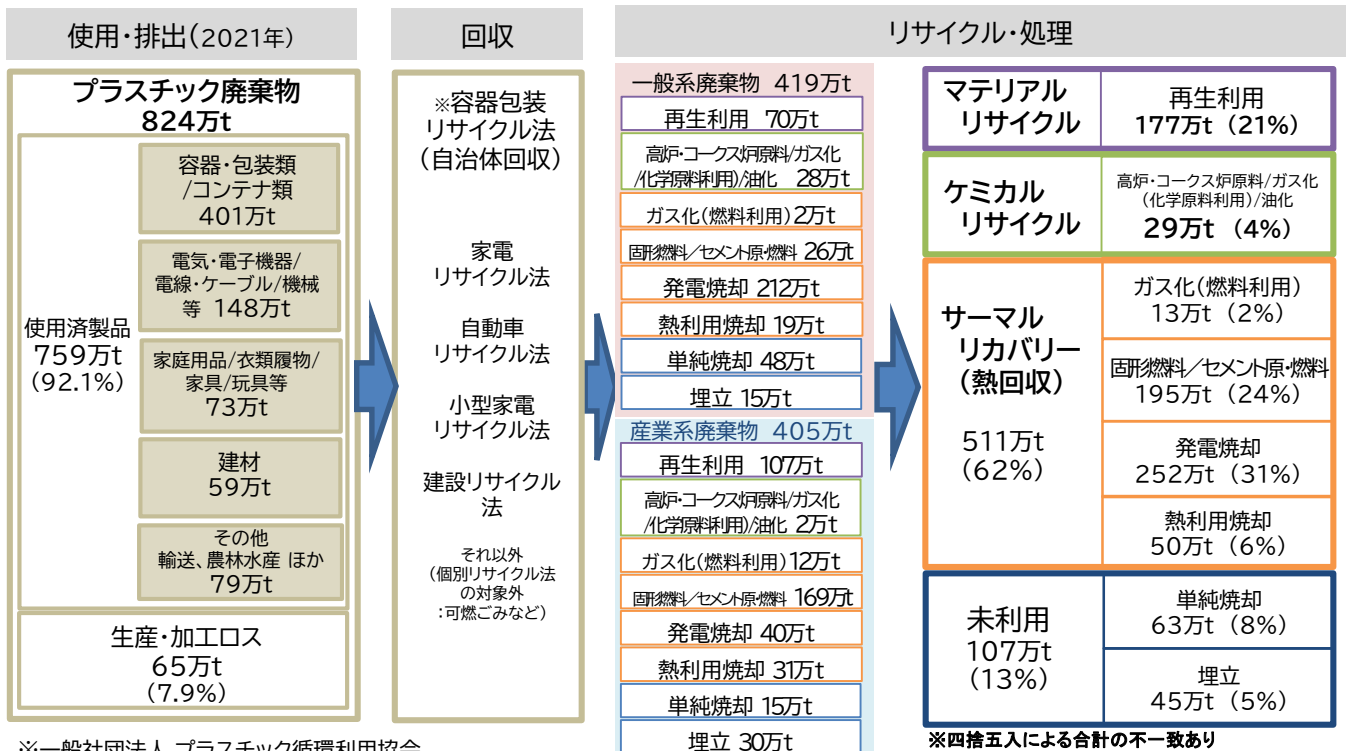 使用・排出(2021年)
回収
リサイクル・処理
プラスチック廃棄物
824万t
使用済製品
759万t
(92.1%)
容器・包装類
/コンテナ類
401万t
電気・電子機器/
電線・ケーブル/機械
等 148万t
家庭用品/衣類履物/
家具/玩具等
73万t
建材
59万t
その他
輸送、農林水産 ほか
79万t
生産・加工ロス
65万t
(7.9%)
※容器包装
リサイクル法
(自治体回収)
家電
リサイクル法
自動車
リサイクル法
小型家電
リサイクル法
建設リサイクル
法
それ以外
(個別リサイクル法
の対象外
:可燃ごみなど)
一般系廃棄物 419万t
再生利用 70万t
高炉・コークス炉原料/ガス化
/化学原料利用)/油化 28万t
ガス化(燃料利用)2万t
固形燃料/セメント原・燃料 26万t
発電焼却 212万t
熱利用焼却 19万t
単純焼却 48万t
埋立 15万t
産業系廃棄物 405万t
再生利用 107万t
高炉・コークス炉原料/ガス化
/化学原料利用)/油化 2万t
ガス化(燃料利用)12万t
固形燃料/セメント原・燃料 169万t
発電焼却 40万t
熱利用焼却 31万t
単純焼却 15万t
埋立 30万t
マテリアル
リサイクル
再生利用
177万t (21%)
ケミカル
リサイクル
高炉・コークス炉原料/ガス化
(化学原料利用)/油化
29万t (4%)
サーマル
リカバリー
(熱回収)
511万t
(62%)
ガス化(燃料利用)
13万t (2%)
固形燃料/セメント原・燃料
195万t (24%)
発電焼却
252万t (31%)
熱利用焼却
50万t (6%)
未利用
107万t
(13%)
単純焼却
63万t (8%)
埋立
45万t (5%)
※四捨五入による合計の不一致あり
※一般社団法人 プラスチック循環利用協会